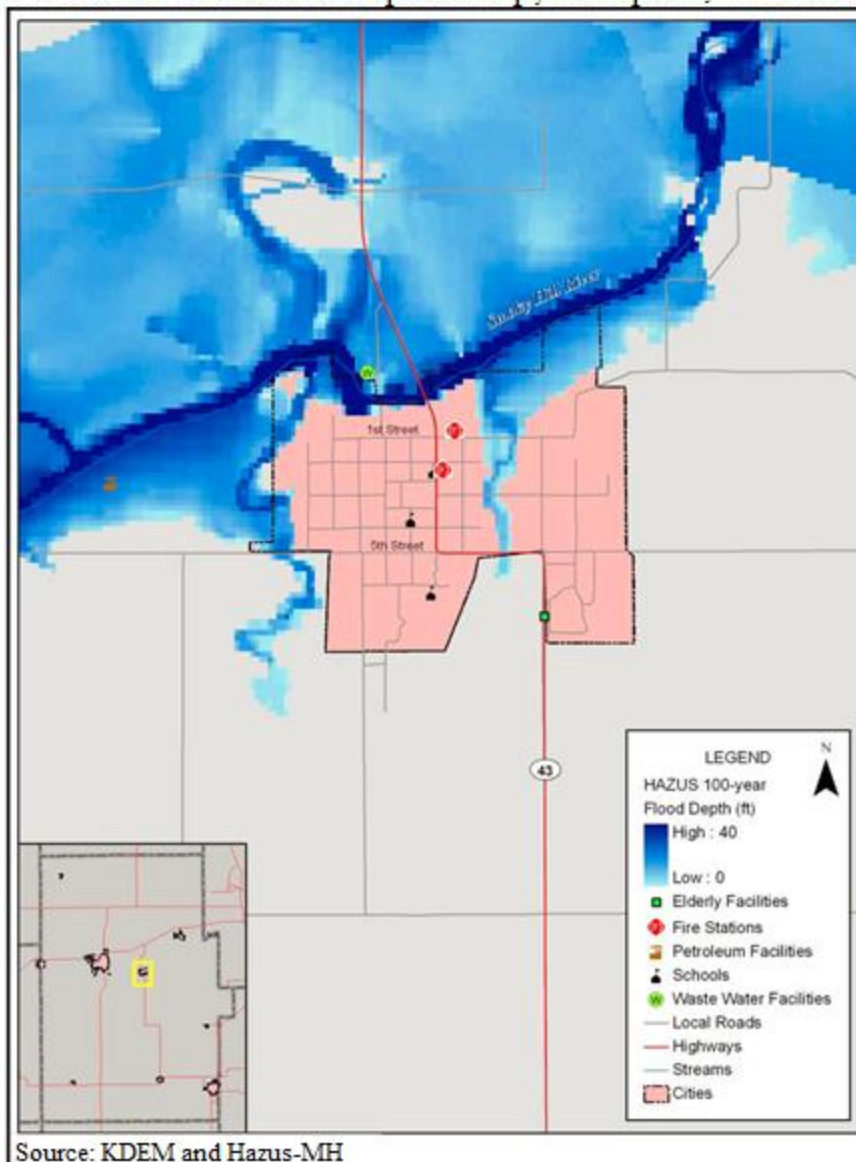 Smoky Hill River
1st Street
5th Street
43
LEGEND
N
HAZUS 100-year
Flood Depth (ft)
High : 40
Low : 0
Elderly Facilities
Fire Stations
Petroleum Facilities
Schools
W Waste Water Facilities
Local Roads
Highways
Streams
Cities
Source: KDEM and Hazus-MH